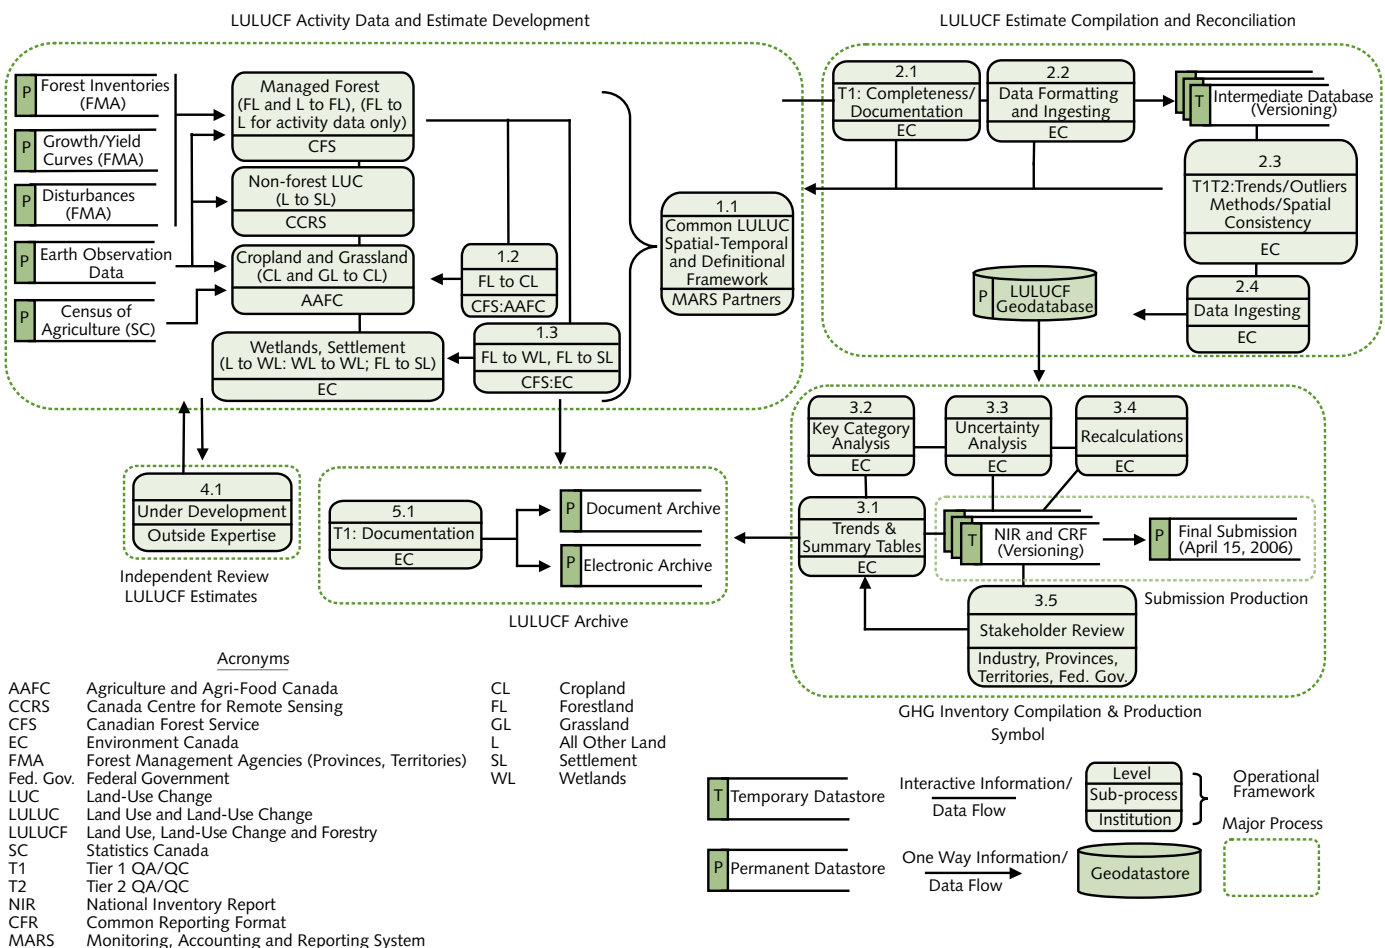 LULUCF Activity Data and Estimate Development
P
Forest Inventories
(FMA)
P
Growth/Yield
Curves (FMA)
P
Disturbances
(FMA)
P
Earth Observation
Data
P
Census of
Agriculture (SC)
Managed Forest
(FL and L to FL), (FL to
L for activity data only)
CFS
Non-forest LUC
(L to SL)
CCRS
Cropland and Grassland
(CL and GL to CL)
AAFC
Wetlands, Settlement
(L to WL: WL to WL; FL to SL)
EC
1.2
FL to CL
CFS:AAFC
1.3
FL to WL, FL to SL
CFS:EC
1.1
Common LULUC
Spatial-Temporal
and Definitional
Framework
MARS Partners
LULUCF Estimate Compilation and Reconciliation
2.1
T1: Completeness/
Documentation
EC
2.2
Data Formatting
and Ingesting
EC
T
Intermediate Database
(Versioning)
2.3
T1T2:Trends/Outliers
Methods/Spatial
Consistency
EC
2.4
Data Ingesting
EC
P
LULUCF
Geodatabase
3.2
Key Category
Analysis
EC
3.3
Uncertainty
Analysis
EC
3.4
Recalculations
EC
3.1
Trends &
Summary Tables
EC
T
NIR and CRF
(Versioning)
P
Final Submission
(April 15, 2006)
Submission Production
3.5
Stakeholder Review
Industry, Provinces,
Territories, Fed. Gov.
GHG Inventory Compilation & Production
4.1
Under Development
Outside Expertise
Independent Review
LULUCF Estimates
5.1
T1: Documentation
EC
P
Document Archive
P
Electronic Archive
LULUCF Archive
Acronyms
AAFC Agriculture and Agri-Food Canada
CCRS Canada Centre for Remote Sensing
CFS Canadian Forest Service
EC Environment Canada
FMA Forest Management Agencies (Provinces, Territories)
Fed. Gov. Federal Government
LUC Land-Use Change
LULUC Land Use and Land-Use Change
LULUCF Land Use, Land-Use Change and Forestry
SC Statistics Canada
T1 Tier 1 QA/QC
T2 Tier 2 QA/QC
NIR National Inventory Report
CFR Common Reporting Format
MARS Monitoring, Accounting and Reporting System
CL Cropland
FL Forestland
GL Grassland
L All Other Land
SL Settlement
WL Wetlands
Symbol
T
Temporary Datastore
Interactive Information/
Data Flow
Level
Sub-process
Institution
Operational
Framework
Major Process
P
Permanent Datastore
One Way Information/
Data Flow
Geodatastore